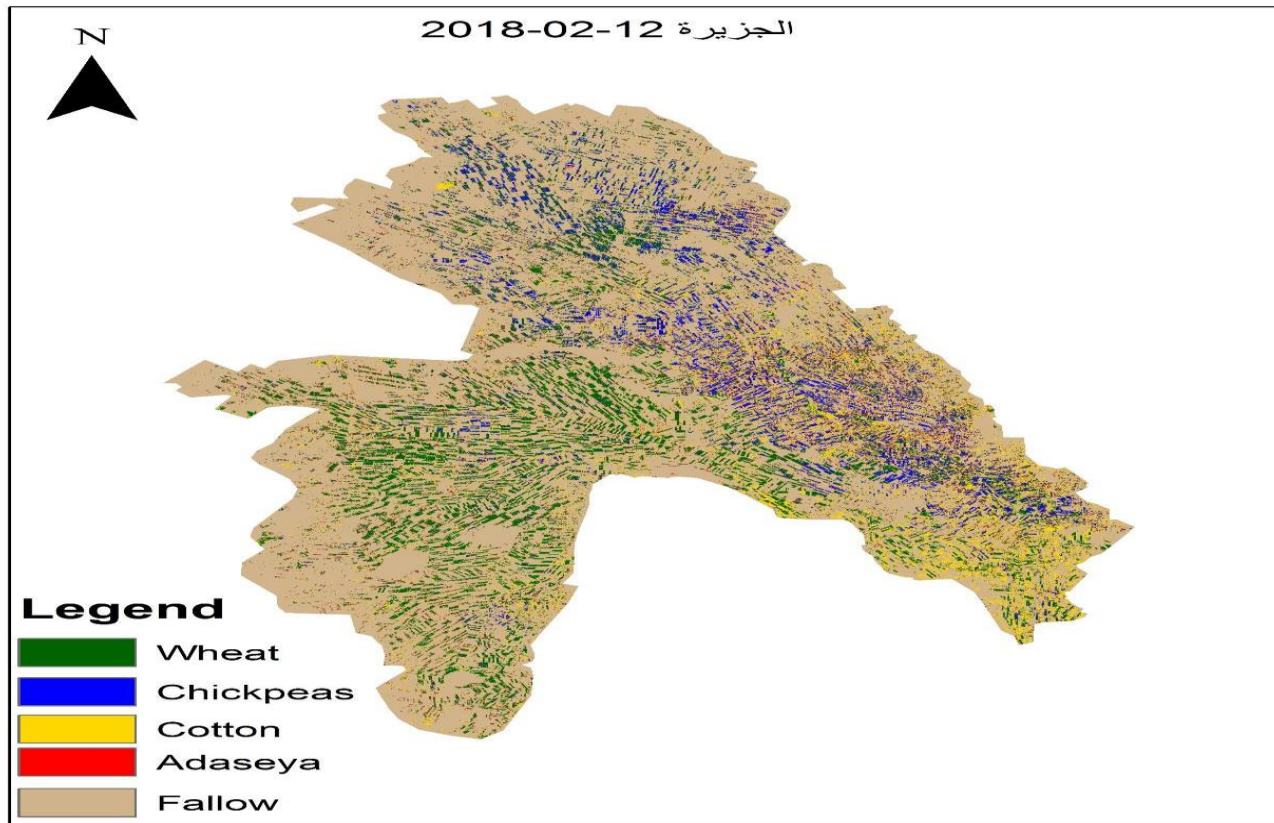 الجزيرة 12-02-2018
N
Legend
Wheat
Chickpeas
Cotton
Adaseya
Fallow